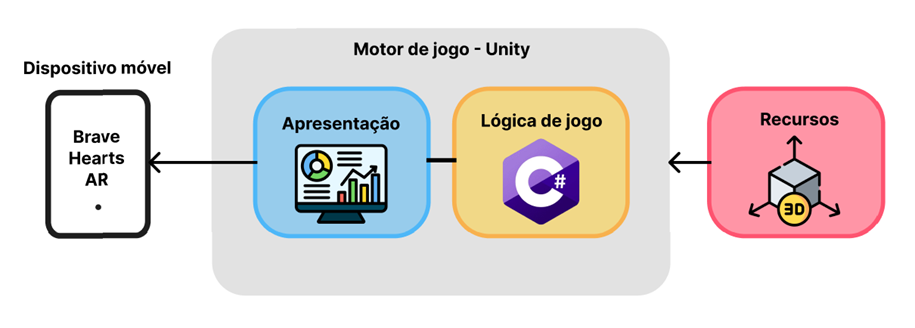 Motor de jogo - Unity
Dispositivo móvel
Brave
Hearts
AR
Apresentação
Lógica de jogo
C#
Recursos
3D